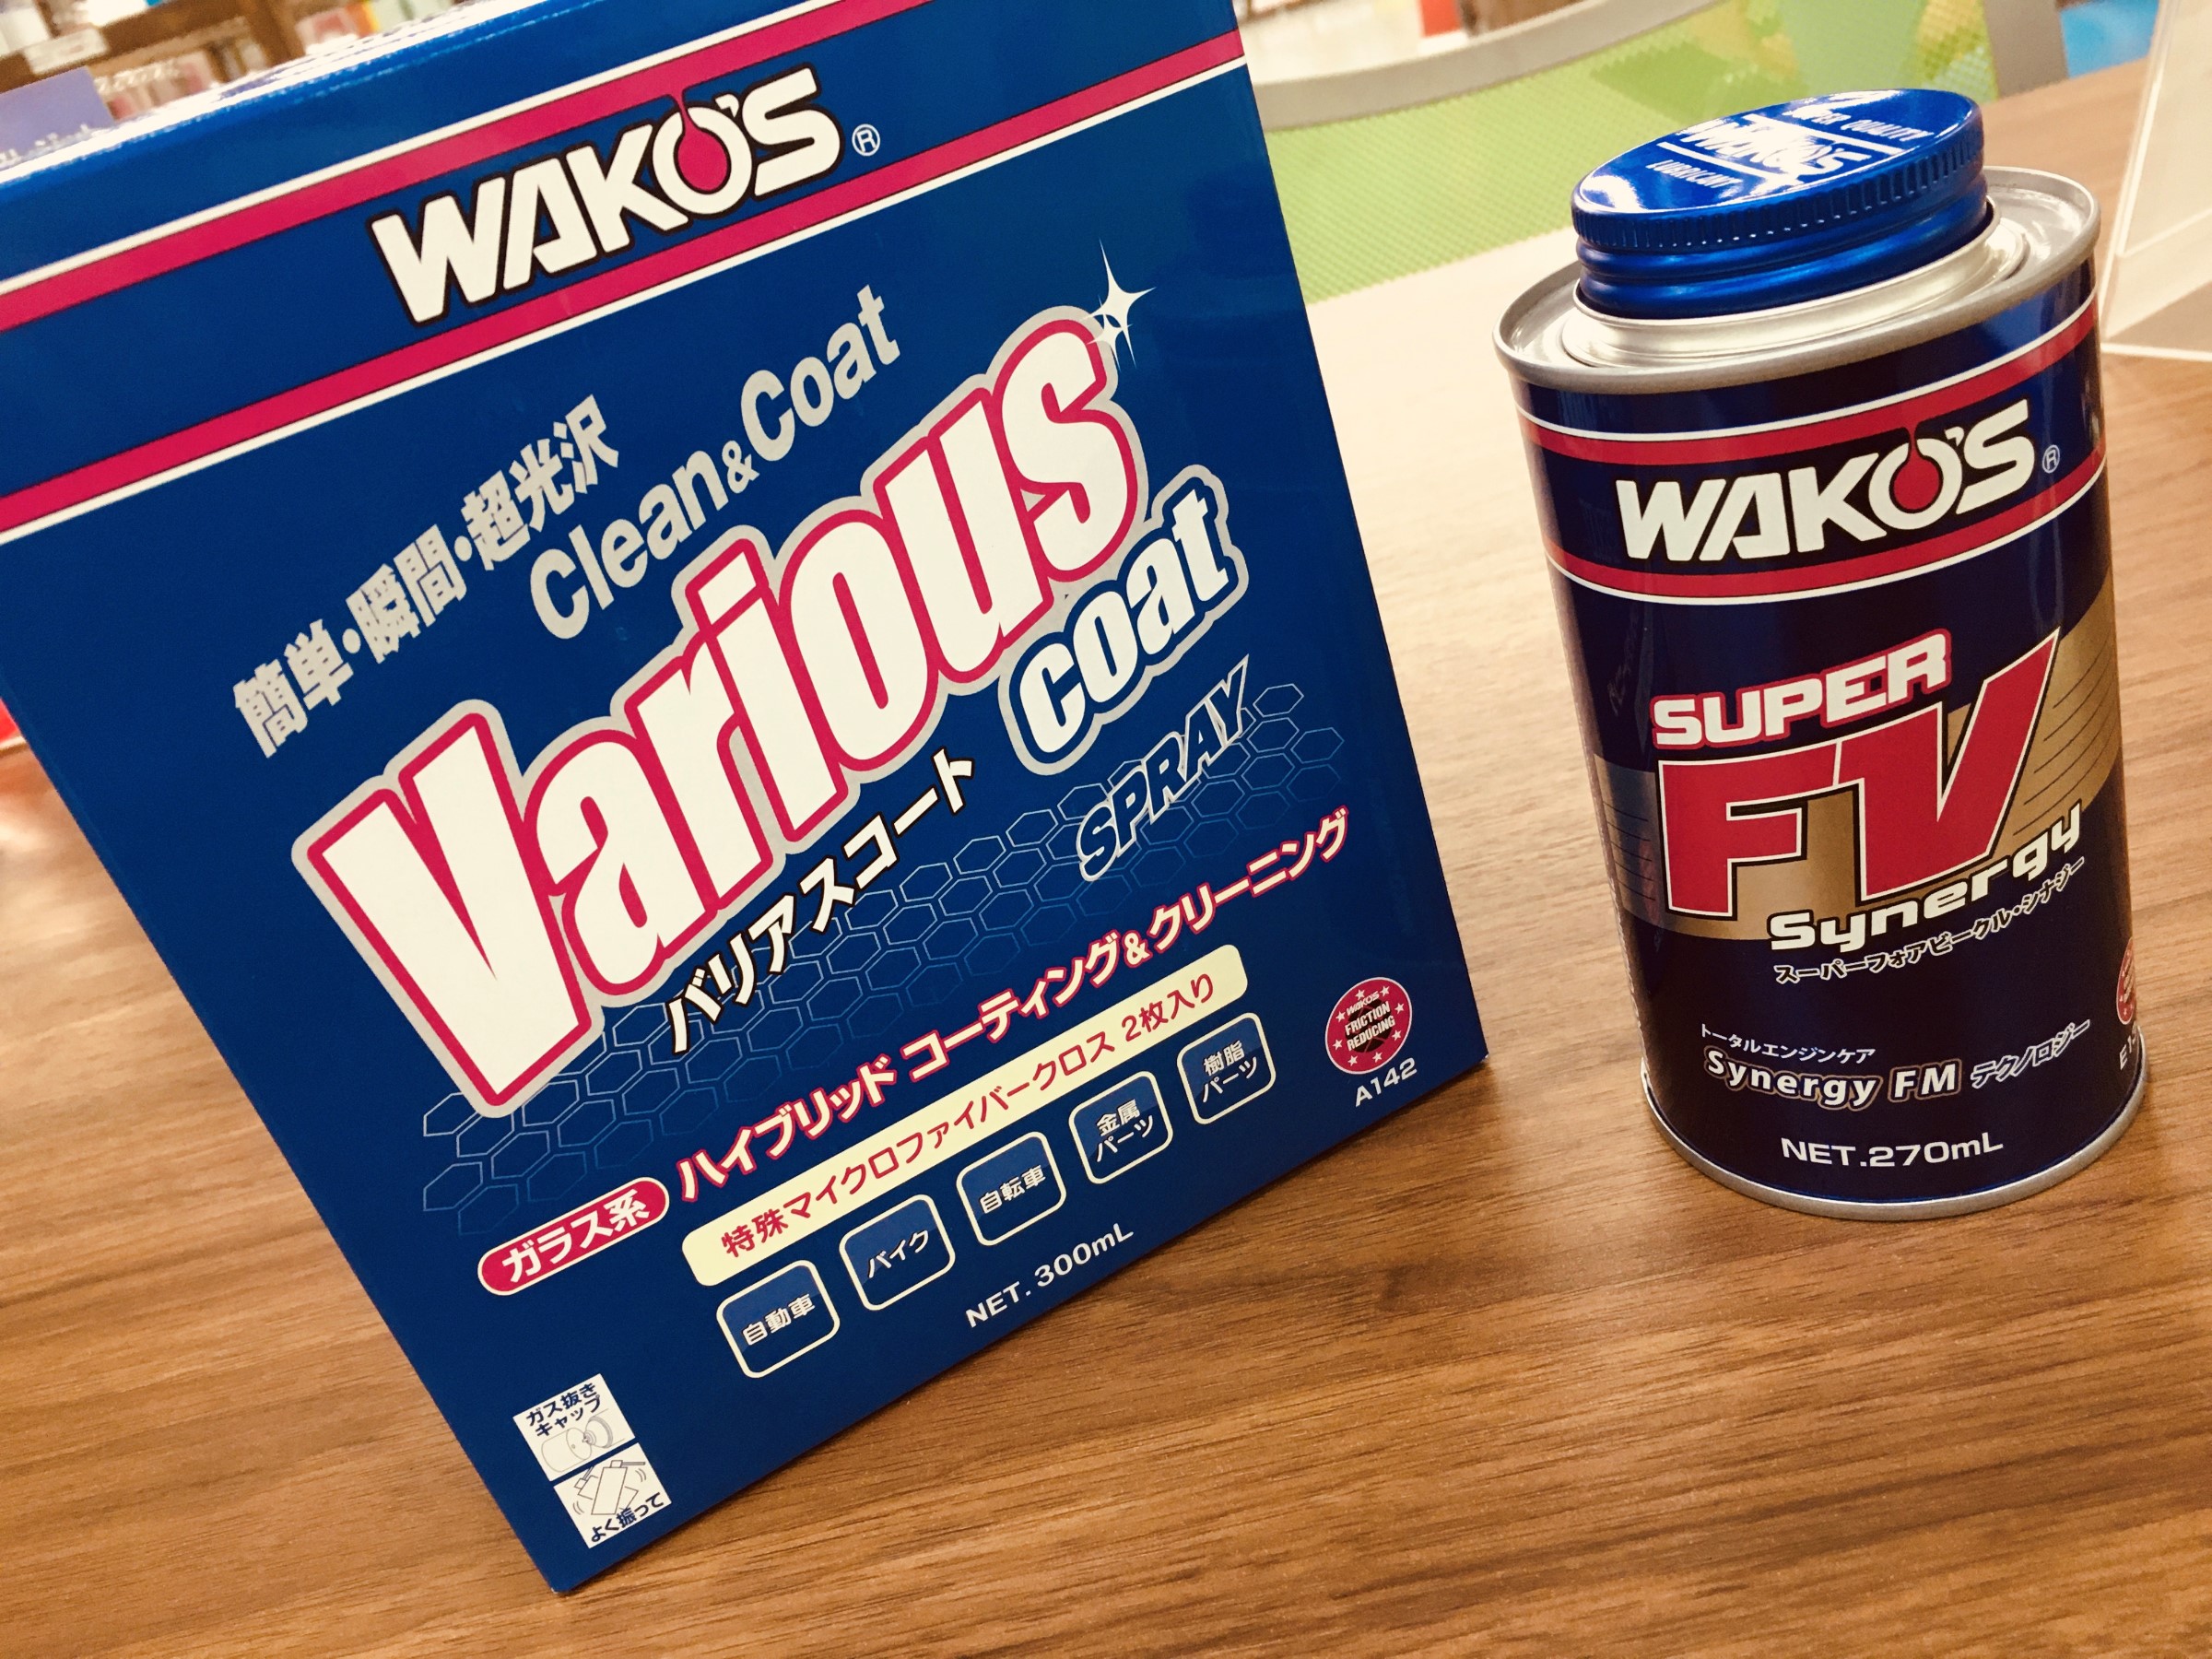 WAKO'S®
簡単・瞬間・超光沢
Clean&Coat
Various
coat
バリアスコート
SPRAY
ガラス系 ハイブリッド コーティング&クリーニング
特殊マイクロファイバークロス 2枚入り
自動車 バイク 自転車 金属パーツ 樹脂パーツ
WAKO'S
FRICTION
REDUCING
A142
NET. 300mL
ガス抜き
キャップ
よく振って
SUPER QUALITY
WAKO'S
LUBRICANT
WAKO'S®
SUPER
FV
Synergy
スーパーフォアビークル・シナジー
トータルエンジンケア
Synergy FM テクノロジー
NET.270mL